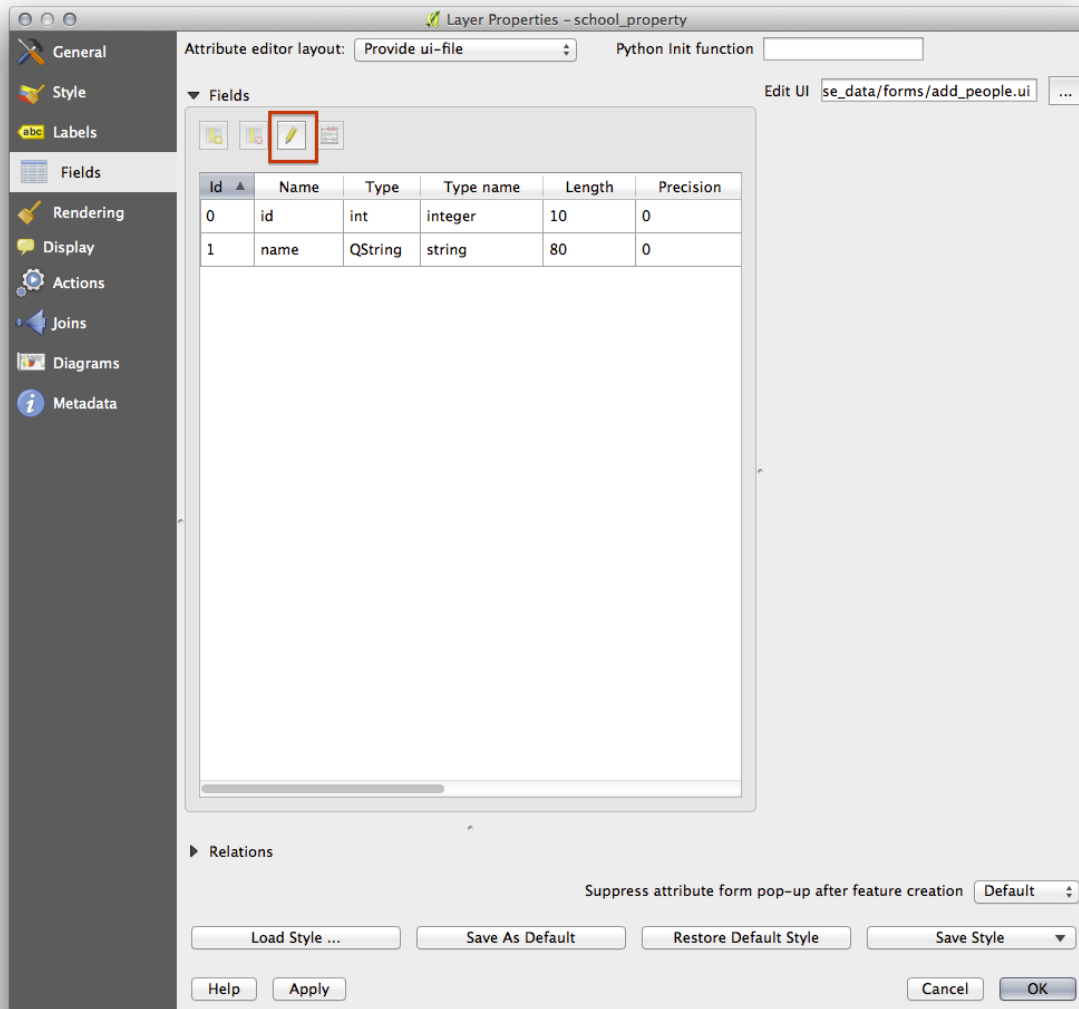 Layer Properties – school_property
General
Style
abc Labels
Fields
Rendering
Display
Actions
Joins
Diagrams
i Metadata
Attribute editor layout: Provide ui-file Python Init function
Fields
Edit UI se_data/forms/add_people.ui ...
Id Name Type Type name Length Precision
0 id int integer 10 0
1 name QString string 80 0
Relations
Suppress attribute form pop-up after feature creation Default
Load Style ... Save As Default Restore Default Style Save Style
Help Apply Cancel OK